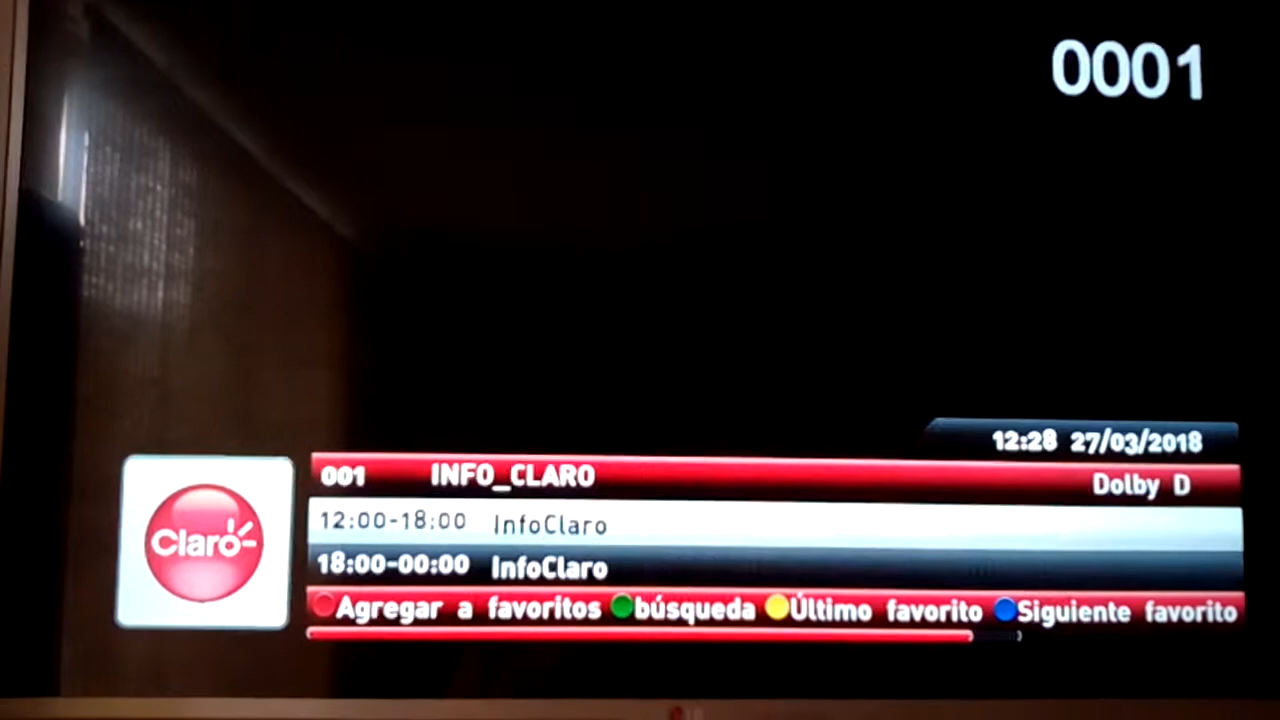 0001
12:28 27/03/2018
001 INFO_CLARO Dolby D
Claro
12:00-18:00 InfoClaro
18:00-00:00 InfoClaro
Agregar a favoritos búsqueda Último favorito Siguiente favorito